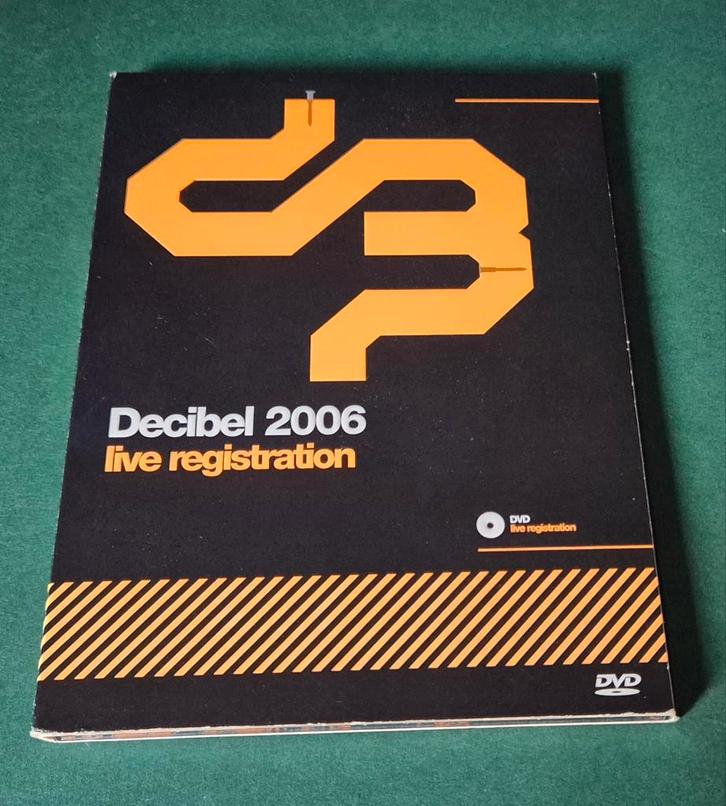 Decibel 2006
live registration
DVD
live registration
DVD